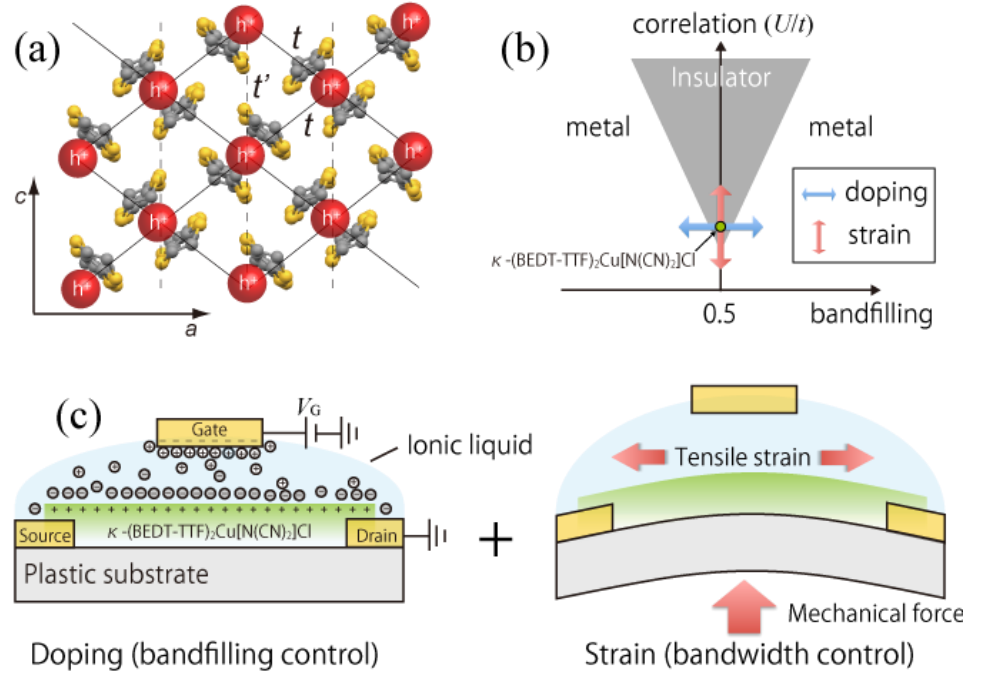 (a)
h⁺
h⁺
t
h⁺
h⁺
t'
t
h⁺
h⁺
h⁺
h⁺
h⁺
h⁺
h⁺
c
a
(b)
correlation (U/t)
Insulator
metal
metal
doping
strain
κ-(BEDT-TTF)₂Cu[N(CN)₂]Cl
0.5
bandfilling
(c)
V_G
Gate
Ionic liquid
κ-(BEDT-TTF)₂Cu[N(CN)₂]Cl
Source
Drain
Plastic substrate
Doping (bandfilling control)
+
Tensile strain
Mechanical force
Strain (bandwidth control)